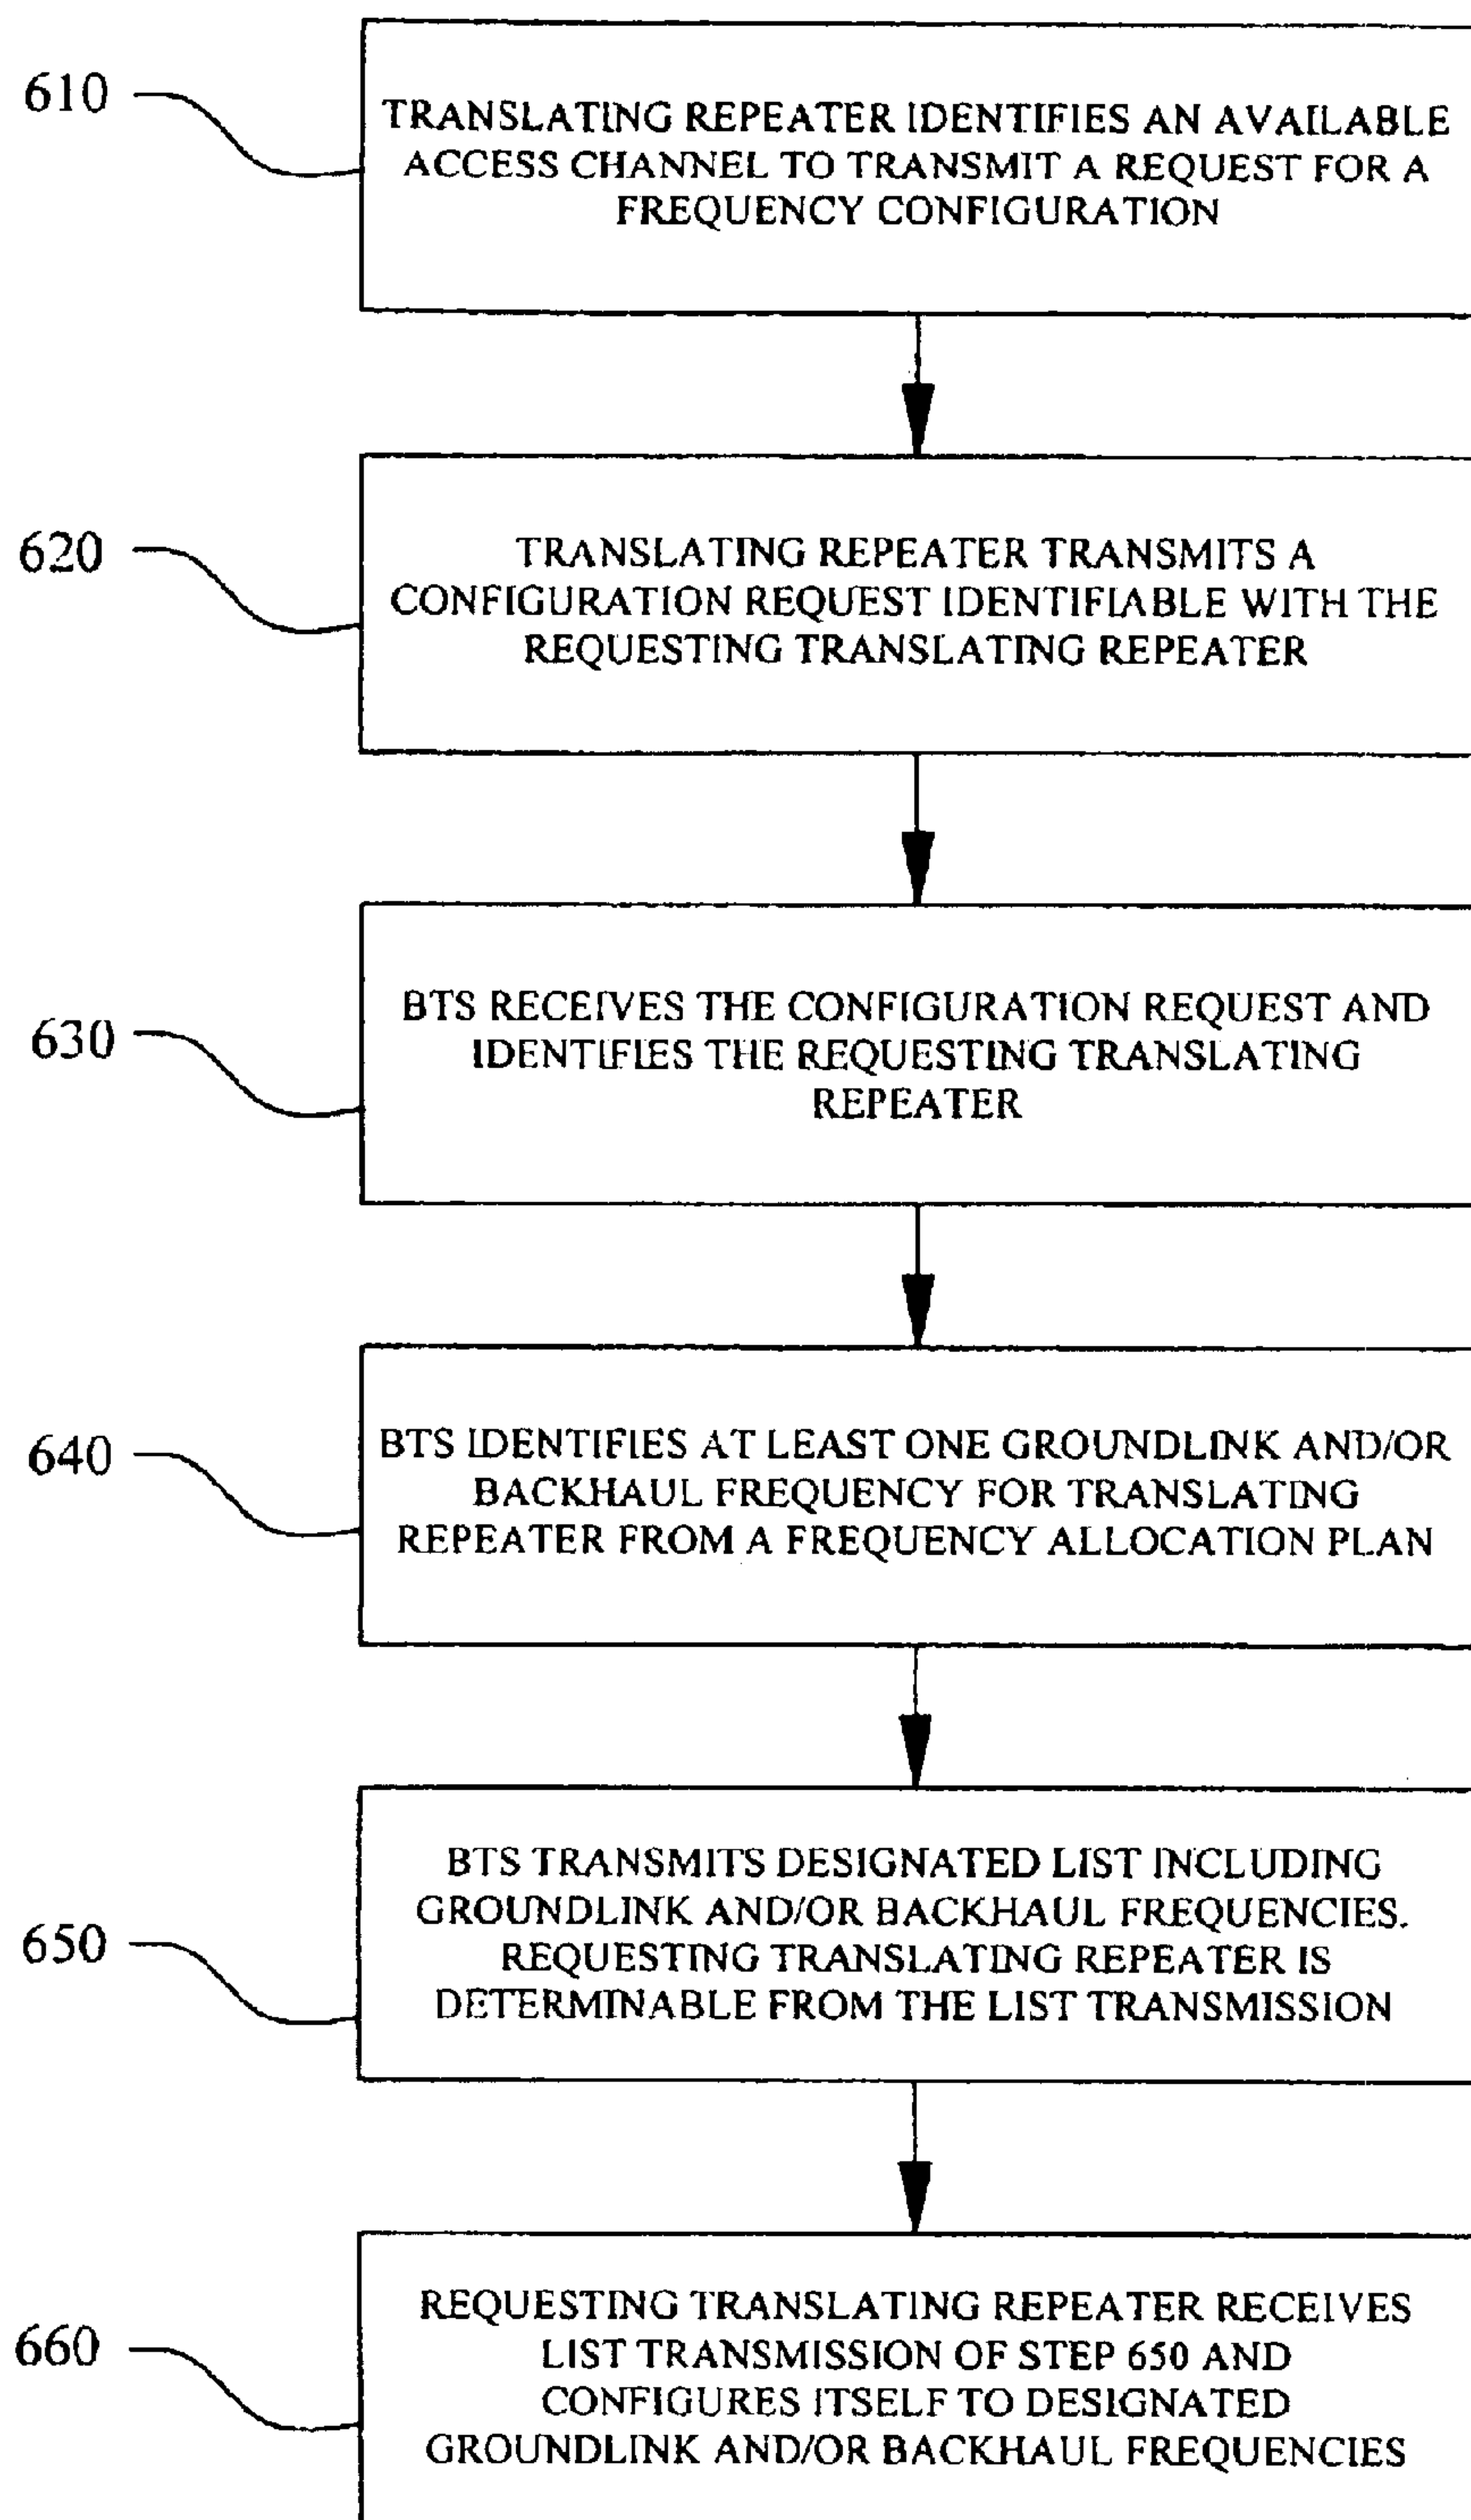 610
TRANSLATING REPEATER IDENTIFIES AN AVAILABLE
ACCESS CHANNEL TO TRANSMIT A REQUEST FOR A
FREQUENCY CONFIGURATION
620
TRANSLATING REPEATER TRANSMITS A
CONFIGURATION REQUEST IDENTIFIABLE WITH THE
REQUESTING TRANSLATING REPEATER
630
BTS RECEIVES THE CONFIGURATION REQUEST AND
IDENTIFIES THE REQUESTING TRANSLATING
REPEATER
640
BTS IDENTIFIES AT LEAST ONE GROUNDLINK AND/OR
BACKHAUL FREQUENCY FOR TRANSLATING
REPEATER FROM A FREQUENCY ALLOCATION PLAN
650
BTS TRANSMITS DESIGNATED LIST INCLUDING
GROUNDLINK AND/OR BACKHAUL FREQUENCIES.
REQUESTING TRANSLATING REPEATER IS
DETERMINABLE FROM THE LIST TRANSMISSION
660
REQUESTING TRANSLATING REPEATER RECEIVES
LIST TRANSMISSION OF STEP 650 AND
CONFIGURES ITSELF TO DESIGNATED
GROUNDLINK AND/OR BACKHAUL FREQUENCIES